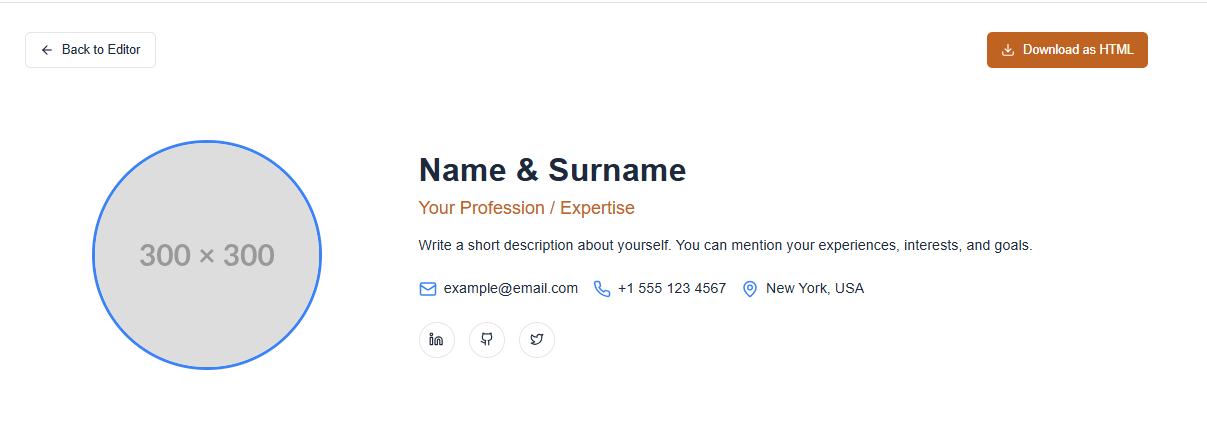 Back to Editor
Download as HTML
300 × 300
Name & Surname
Your Profession / Expertise
Write a short description about yourself. You can mention your experiences, interests, and goals.
example@email.com +1 555 123 4567 New York, USA